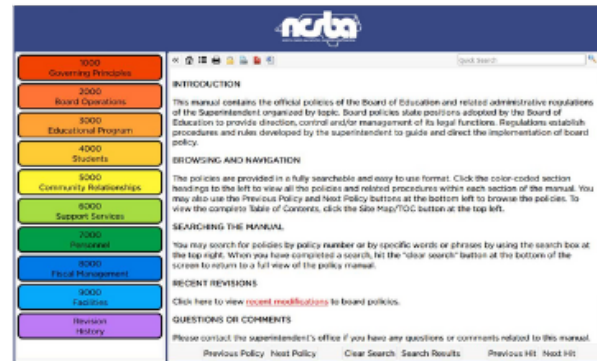 ncsba
1000
Governing Principles
2000
Board Operations
3000
Educational Program
4000
Students
5000
Community Relationships
6000
Support Services
7000
Personnel
8000
Fiscal Management
9000
Facilities
Revision
History
Quick Search
INTRODUCTION
This manual contains the official policies of the Board of Education and related administrative regulations
of the Superintendent organized by topic. Board policies state positions adopted by the Board of
Education to provide direction, control and/or management of its legal functions. Regulations establish
procedures and rules developed by the superintendent to guide and direct the implementation of board
policy.
BROWSING AND NAVIGATION
The policies are provided in a fully searchable and easy to use format. Click the color-coded section
headings to the left to view all the policies and related procedures within each section of the manual. You
may also use the Previous Policy and Next Policy buttons at the bottom left to browse the policies. To
view the complete Table of Contents, click the Site Map/TOC button at the top left.
SEARCHING THE MANUAL
You may search for policies by policy number or by specific words or phrases by using the search box at
the top right. When you have completed a search, hit the "clear search" button at the bottom of the
screen to return to a full view of the policy manual.
RECENT REVISIONS
Click here to view recent modifications to board policies.
QUESTIONS OR COMMENTS
Please contact the superintendent's office if you have any questions or comments related to this manual.
Previous Policy Next Policy Clear Search Search Results Previous Hit Next Hit